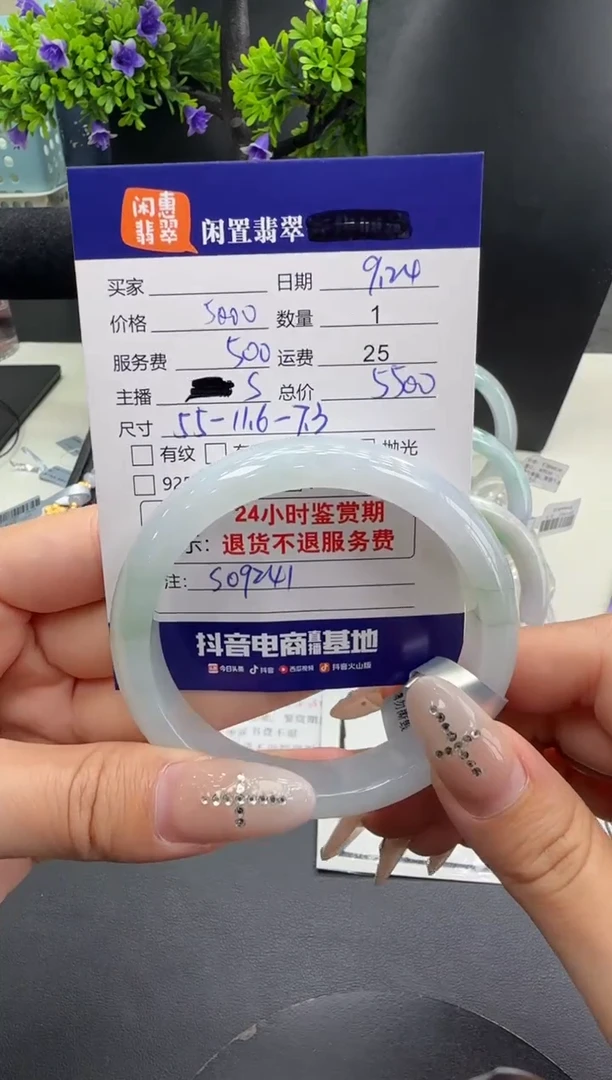 闲惠
翡翠
闲置翡翠
买家 日期 9.24
价格 5000 数量 1
服务费 500 运费 25
主播 S 总价 5500
尺寸 55-11.6-7.3
有纹 抛光
24小时鉴赏期
退货不退服务费
注: S09241
抖音电商直播基地
今日头条 抖音 西瓜视频 抖音火山版